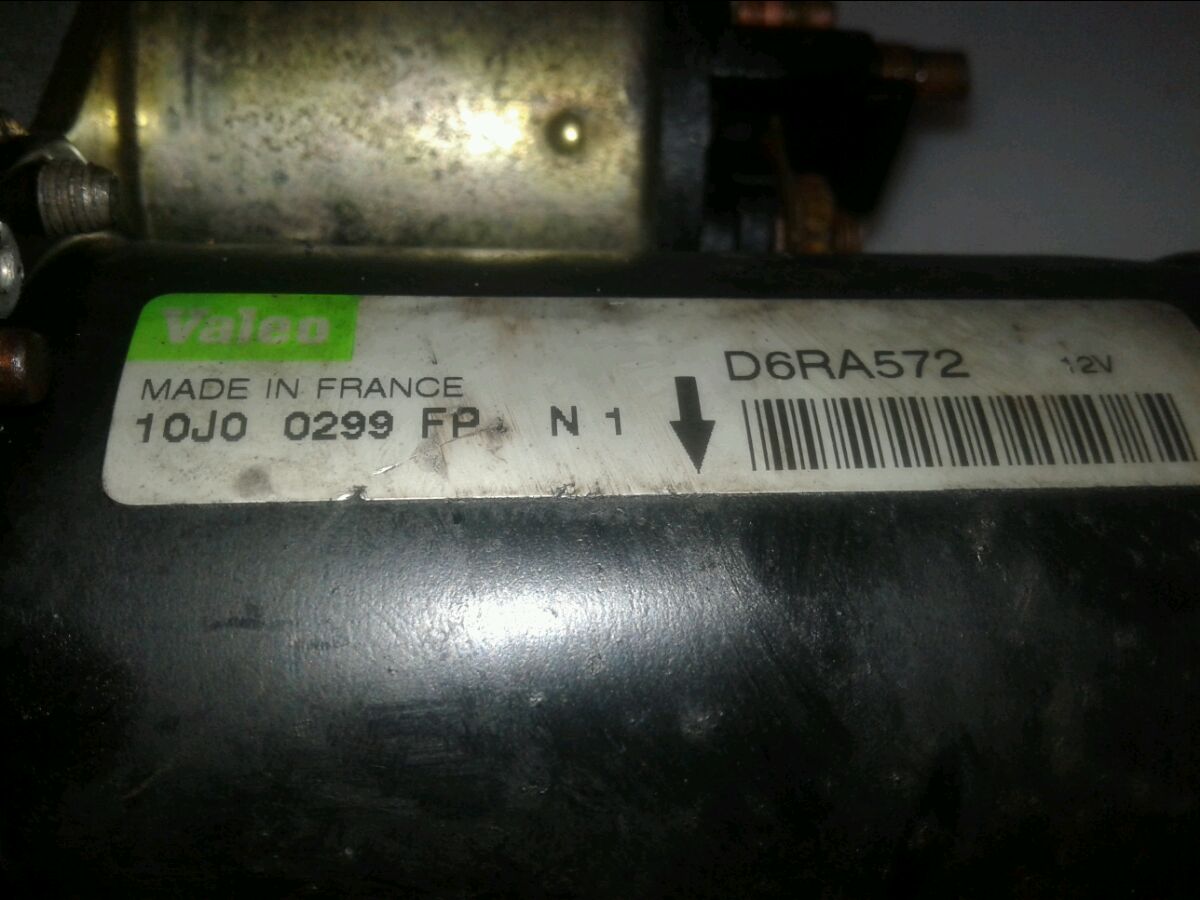 Valeo
MADE IN FRANCE
10J0 0299 FP N 1
D6RA572 12V